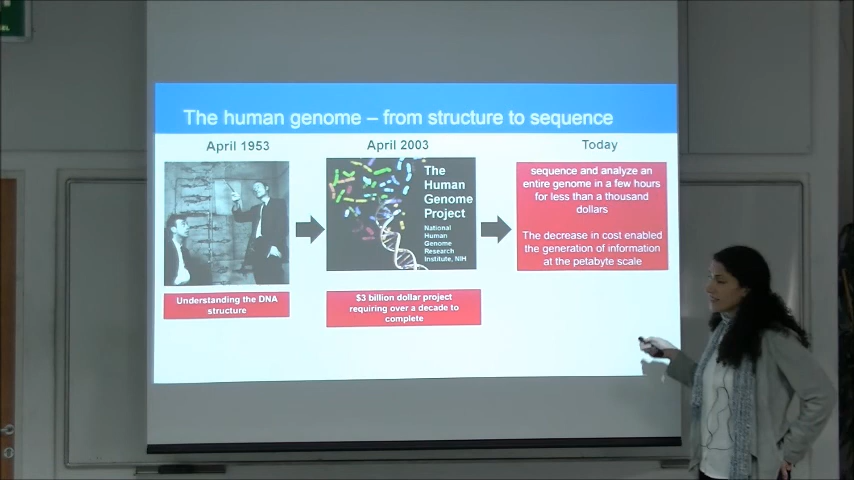 The human genome – from structure to sequence
April 1953
April 2003
Today
The
Human
Genome
Project
National
Human
Genome
Research
Institute, NIH
sequence and analyze an
entire genome in a few hours
for less than a thousand
dollars
The decrease in cost enabled
the generation of information
at the petabyte scale
Understanding the DNA
structure
$3 billion dollar project
requiring over a decade to
complete